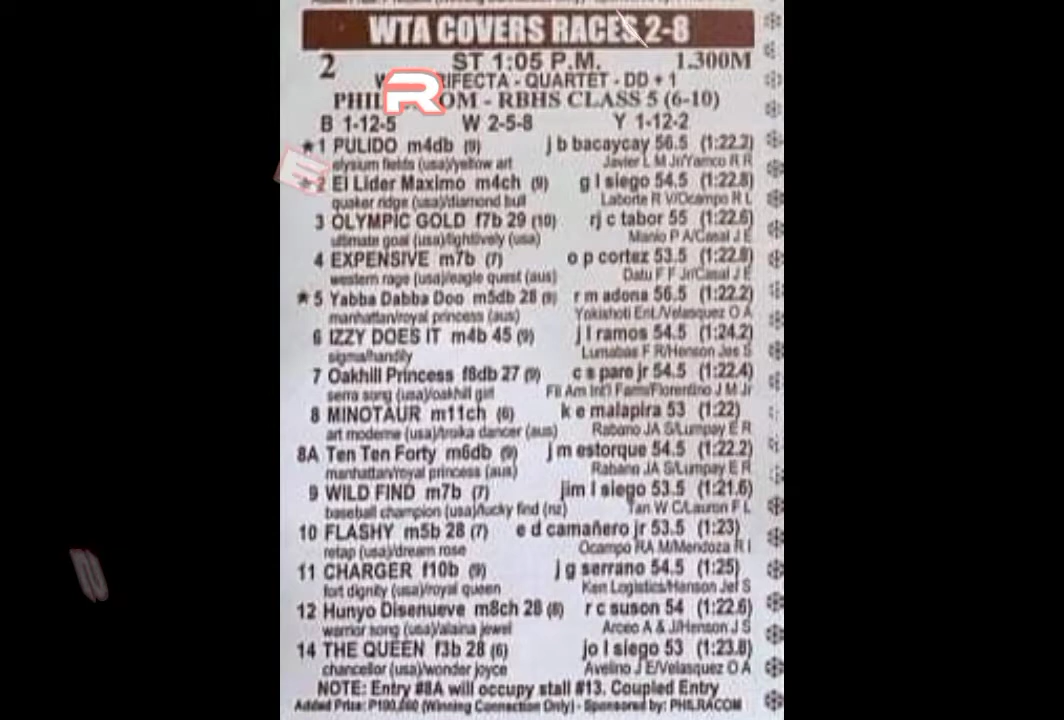 WTA COVERS RACES 2-8
2 ST 1:05 P.M. 1.300M
RIFECTA - QUARTET - DD + 1
R
PHIL OM - RBHS CLASS 5 (6-10)
B 1-12-5 W 2-5-8 Y 1-12-2
★1 PULIDO m4db (9) j b bacaycay 56.5 (1:22.2)
elysium fields (usa)/yellow art Javier L M Jr/Yamco R R
E
★2 El Lider Maximo m4ch (9) g l siego 54.5 (1:22.8)
quaker ridge (usa)/diamond bull Laborte R V/Ocampo R L
3 OLYMPIC GOLD f7b 29 (10) rj c tabor 55 (1:22.6)
ultimate goal (usa)/lightlively (usa) Manio P A/Casal J E
4 EXPENSIVE m7b (7) o p cortez 53.5 (1:22.8)
western rage (usa)/eagle quest (aus) Datu F F Jr/Casal J E
★5 Yabba Dabba Doo m5db 28 (9) r m adona 56.5 (1:22.2)
manhattan/royal princess (aus) Yokishoti Ent./Velasquez O A
6 IZZY DOES IT m4b 45 (9) j l ramos 54.5 (1:24.2)
sigma/handily Lumabas F R/Henson Jes S
7 Oakhill Princess f8db 27 (9) c s pare jr 54.5 (1:22.4)
serra song (usa)/oakhill girl Fil Am Int'l Farms/Florentino J M Jr
8 MINOTAUR m11ch (6) k e malapira 53 (1:22)
art moderne (usa)/troika dancer (aus) Rabano JA S/Lumpay E R
8A Ten Ten Forty m6db (9) j m estorque 54.5 (1:22.2)
manhattan/royal princess (aus) Rabano JA S/Lumpay E R
9 WILD FIND m7b (7) jim l siego 53.5 (1:21.6)
baseball champion (usa)/lucky find (nz) Tan W C/Lauron F L
10 FLASHY m5b 28 (7) e d camañero jr 53.5 (1:23)
retap (usa)/dream rose Ocampo RA M/Mendoza R I
11 CHARGER f10b (9) j g serrano 54.5 (1:25)
fort dignity (usa)/royal queen Ken Logistics/Henson Jef S
12 Hunyo Disenueve m8ch 28 (8) r c suson 54 (1:22.6)
warrior song (usa)/alaina jewel Arceo A & J/Henson J S
14 THE QUEEN f3b 28 (6) jo l siego 53 (1:23.8)
chancellor (usa)/wonder joyce Avelino J E/Velasquez O A
NOTE: Entry #8A will occupy stall #13. Coupled Entry
Added Prize: P100,000 (Winning Connection Only) - Sponsored by: PHILRACOM